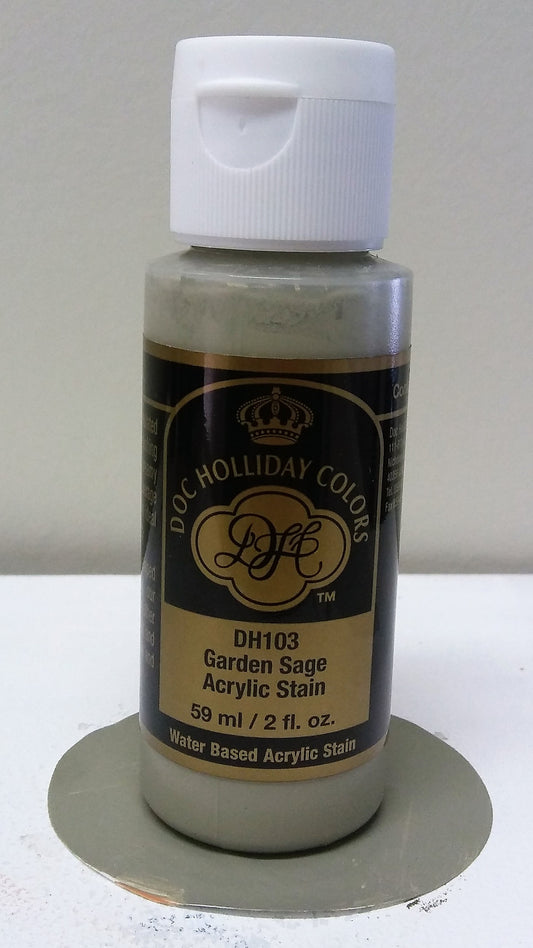 DOC HOLLIDAY COLORS
DHC
TM
DH103
Garden Sage
Acrylic Stain
59 ml / 2 fl. oz.
Water Based Acrylic Stain